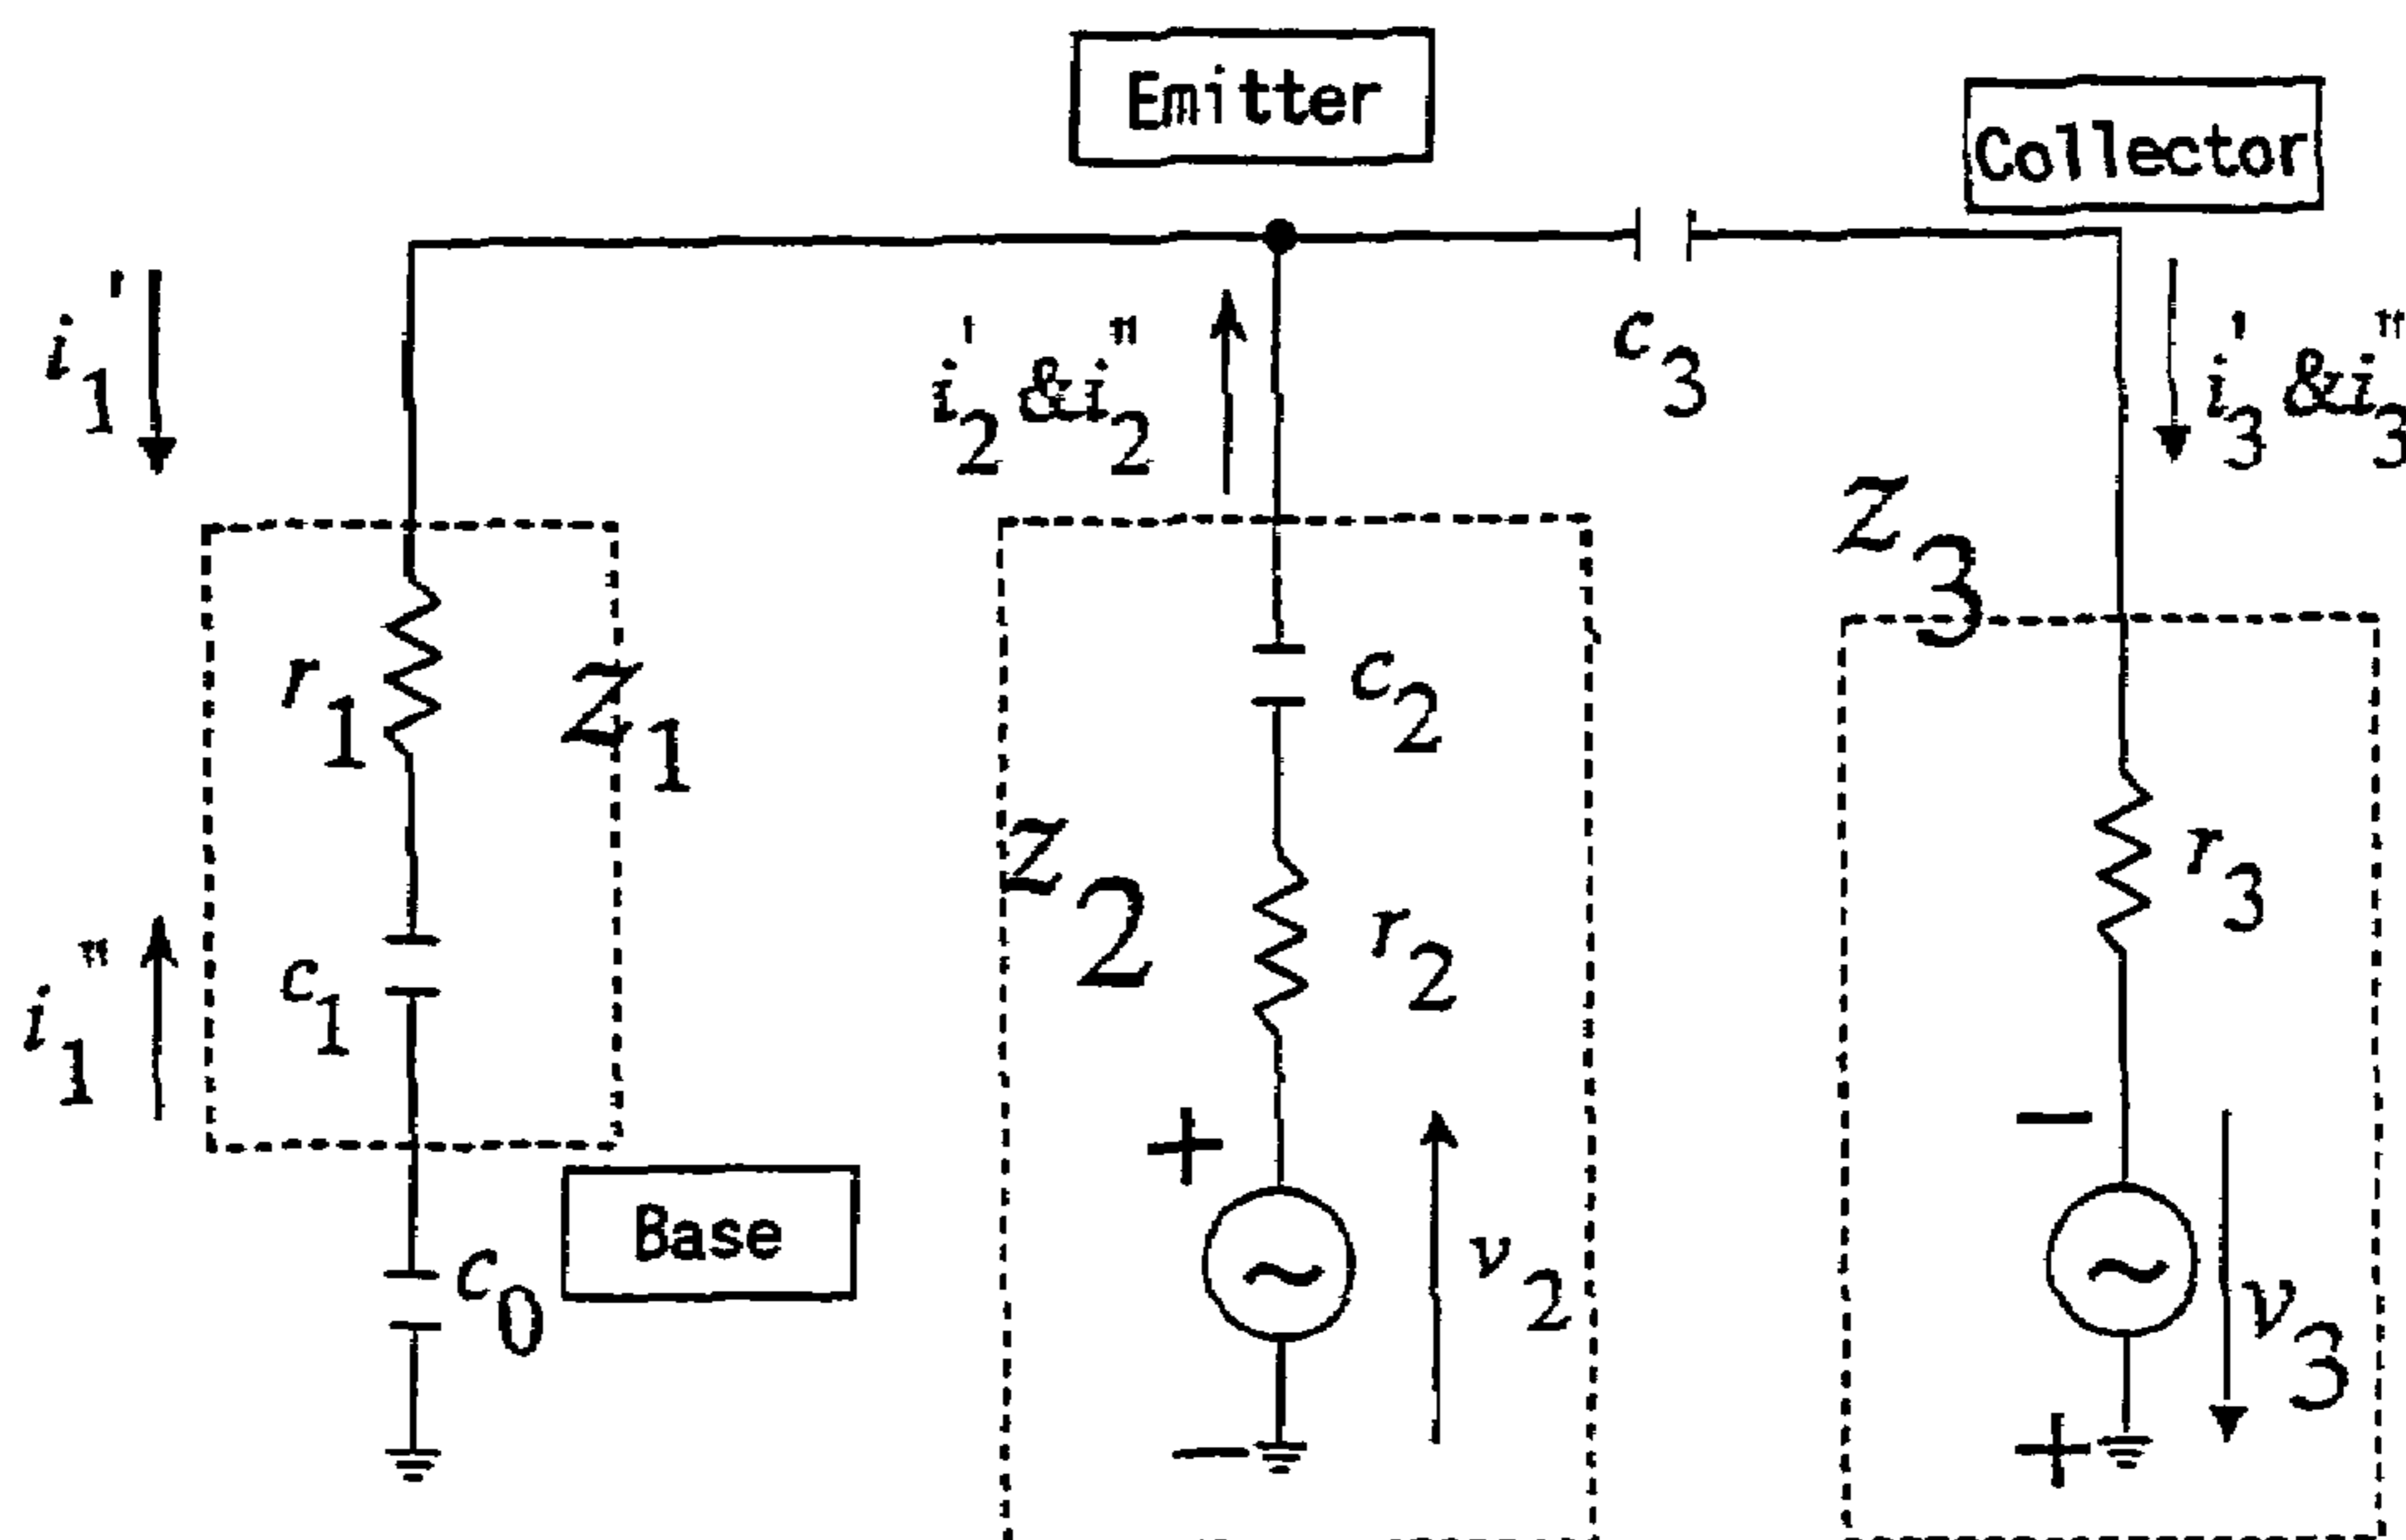 Emitter
Collector
i₁'
i₂' & i₂"
c₃
i₃' & i₃"
z₃
r₁
z₁
c₂
z₂
r₂
r₃
i₁"
c₁
+
−
Base
c₀
v₂
v₃
−
+